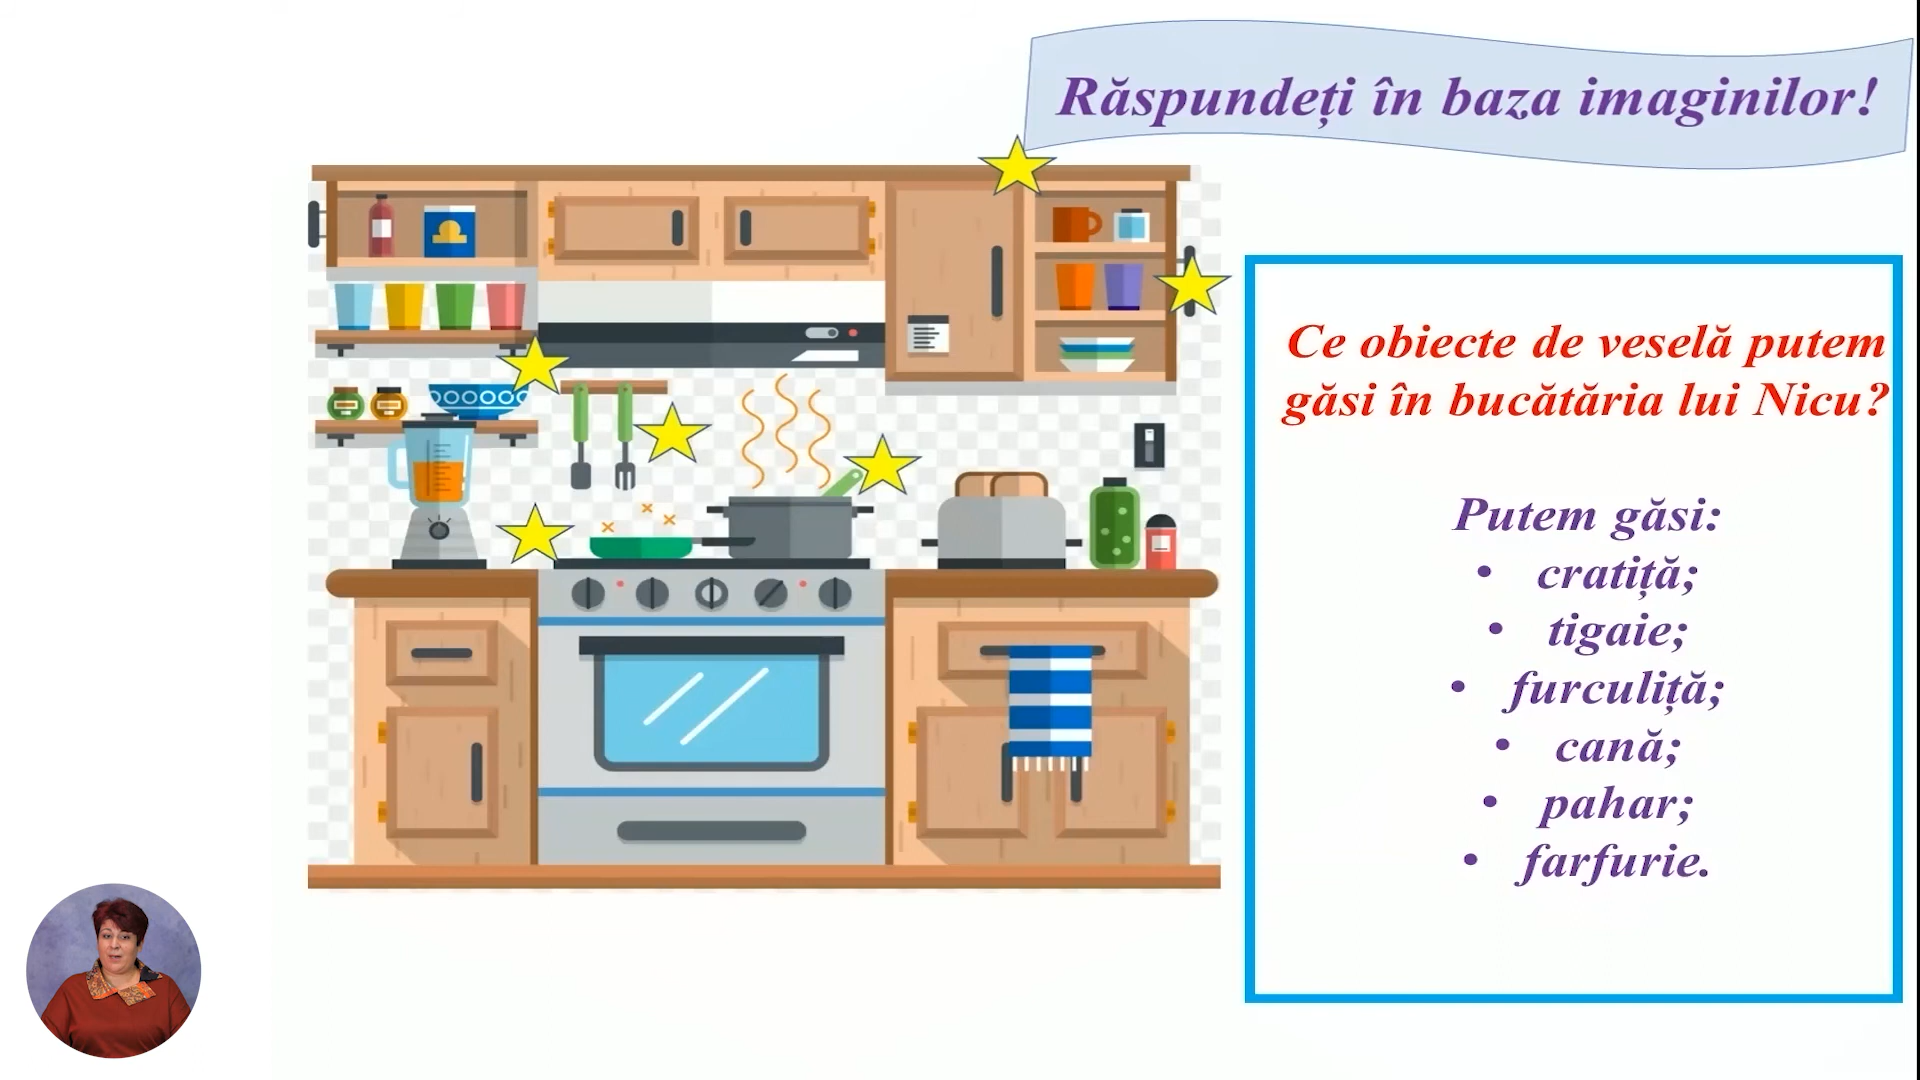 Răspundeți în baza imaginilor!
Ce obiecte de veselă putem
găsi în bucătăria lui Nicu?
Putem găsi:
• cratiță;
• tigaie;
• furculiță;
• cană;
• pahar;
• farfurie.